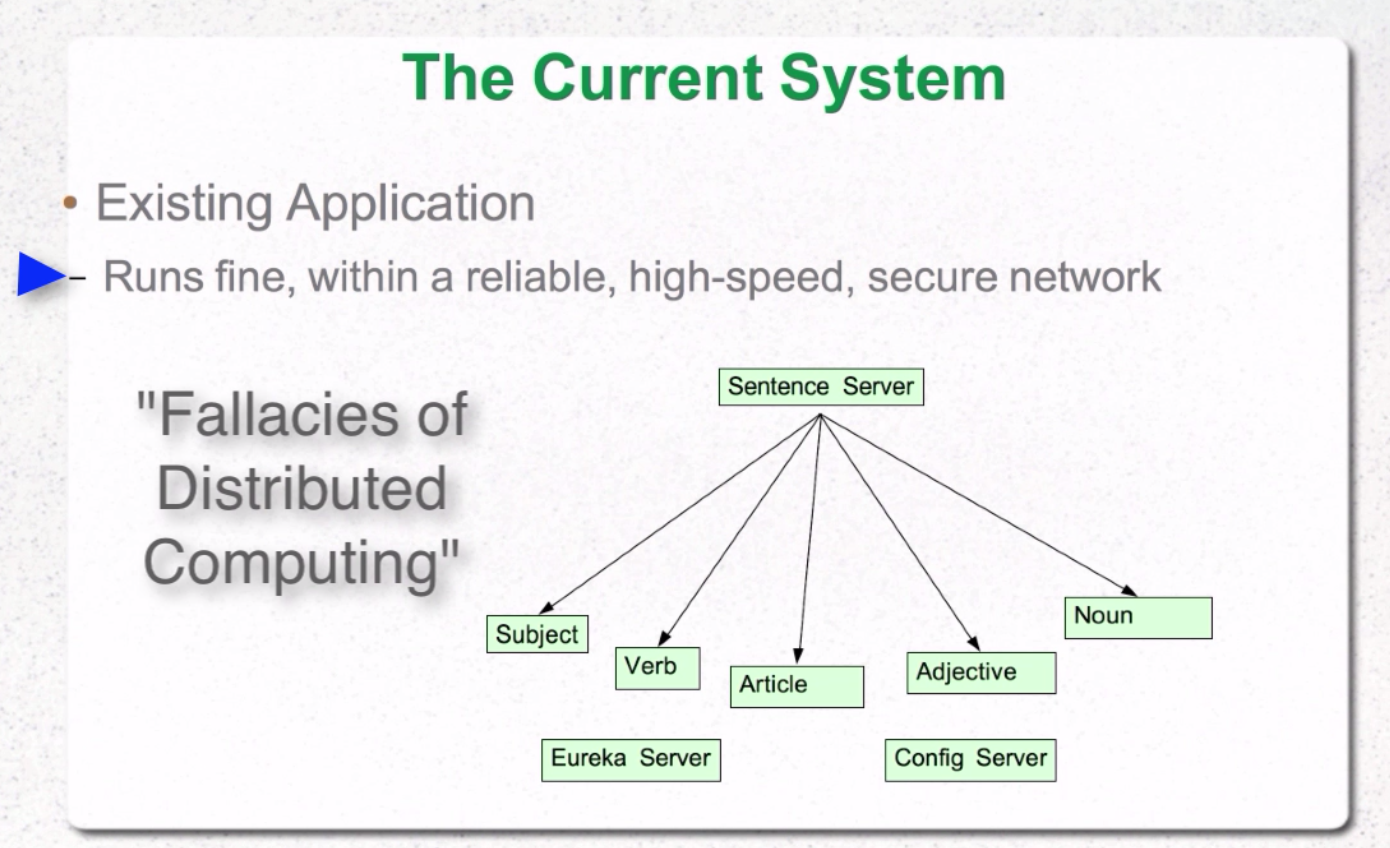 The Current System
• Existing Application
– Runs fine, within a reliable, high-speed, secure network
"Fallacies of
Distributed
Computing"
Sentence Server
Subject
Verb
Article
Adjective
Noun
Eureka Server
Config Server